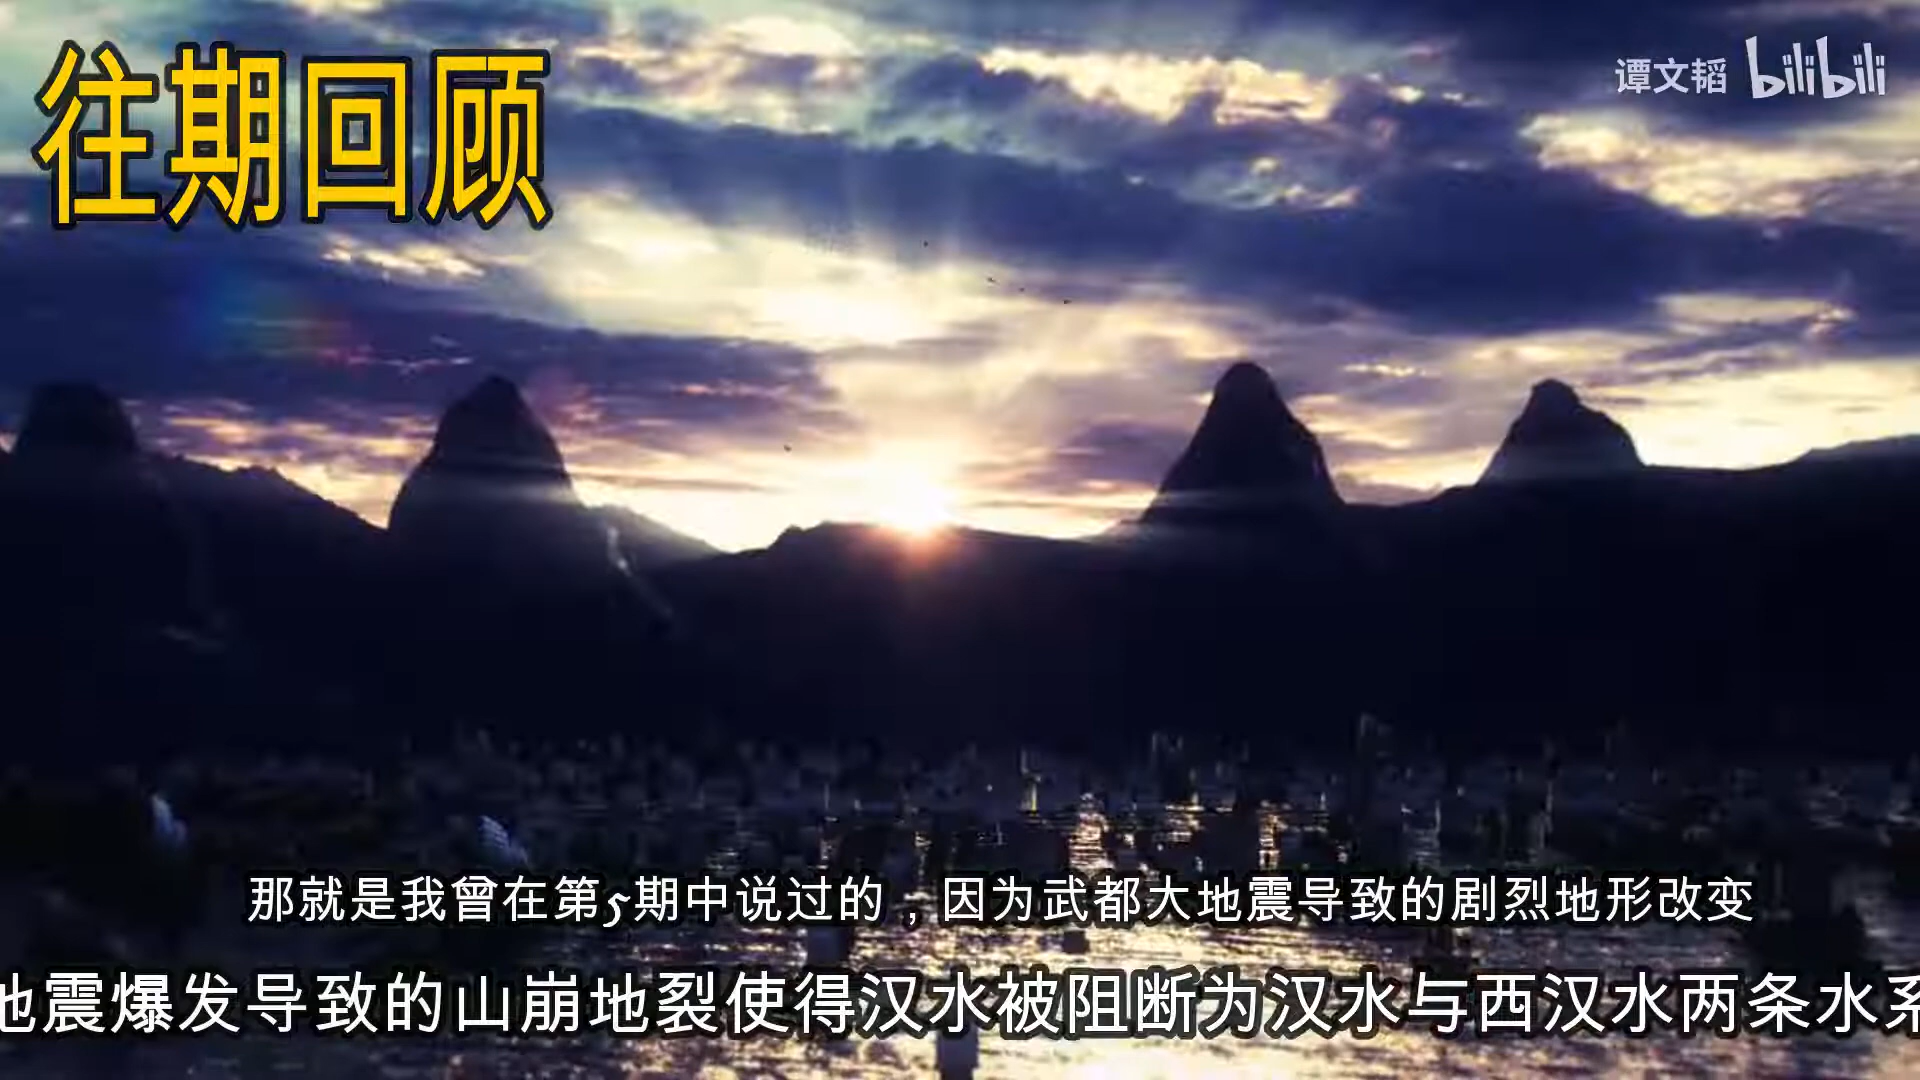 往期回顾
谭文韬 bilibili
那就是我曾在第5期中说过的，因为武都大地震导致的剧烈地形改变
地震爆发导致的山崩地裂使得汉水被阻断为汉水与西汉水两条水系